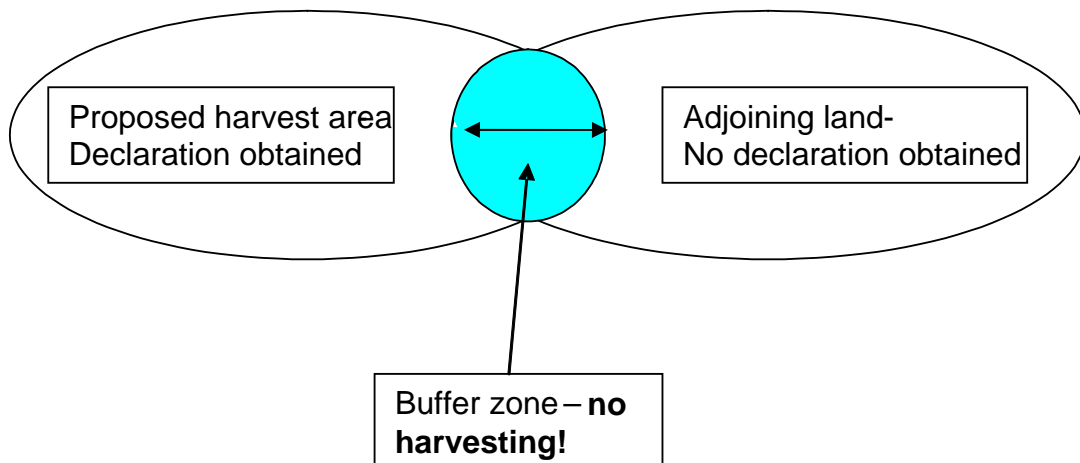 Proposed harvest area
Declaration obtained
Adjoining land-
No declaration obtained
Buffer zone – no
harvesting!